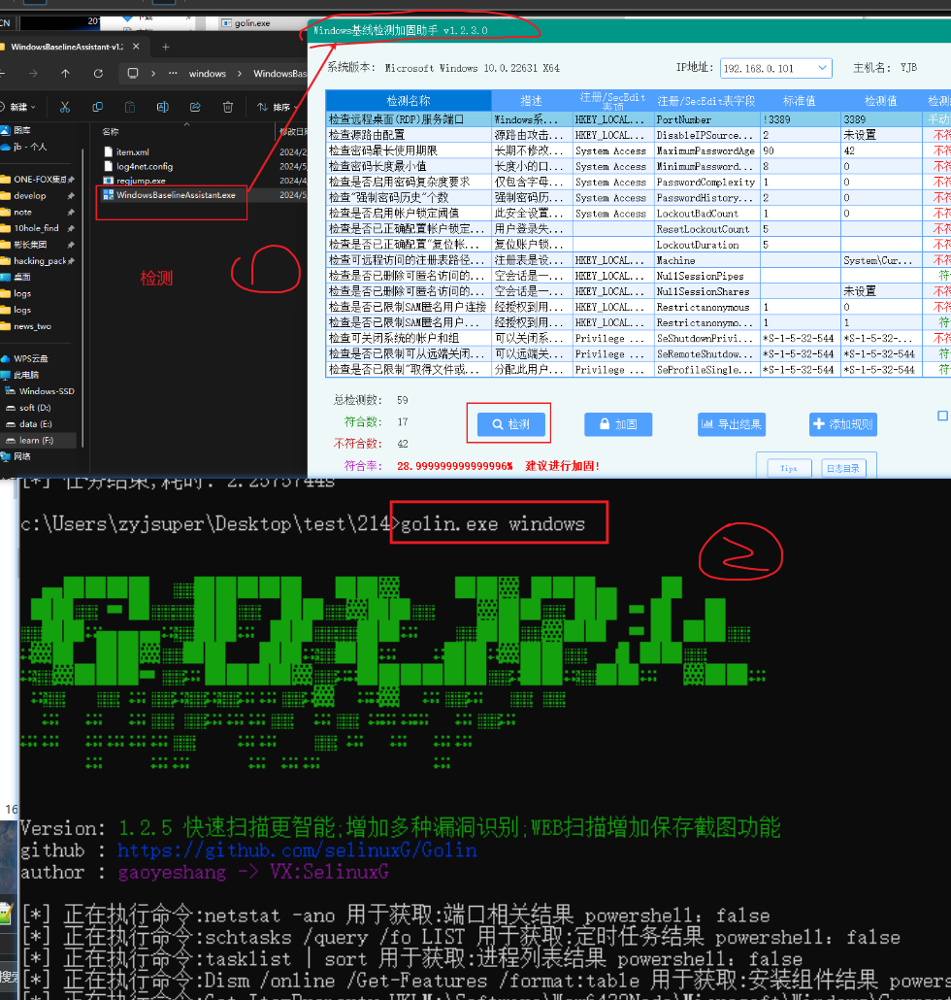 CN
golin.exe
WindowsBaselineAssistant-v1.2
windows
WindowsBas
新建
排序
图库
jb - 个人
ONE-FOX集成
develop
note
10hole_find
彬长集团
hacking_pack
桌面
logs
logs
news_two
WPS云盘
此电脑
Windows-SSD
soft (D:)
data (E:)
learn (F:)
网络
名称
修改日期
item.xml 2024/2
log4net.config 2024/5
regjump.exe 2024/4
WindowsBaselineAssistant.exe 2024/5
检测
1
Windows基线检测加固助手 v1.2.3.0
系统版本: Microsoft Windows 10.0.22631 X64
IP地址: 192.168.0.101
主机名: YJB
检测名称 描述 注册/SecEdit表项 注册/SecEdit表字段 标准值 检测值 检测
检查远程桌面(RDP)服务端口 Windows系... HKEY_LOCAL... PortNumber !3389 3389 手动
检查源路由配置 源路由攻击... HKEY_LOCAL... DisableIPSource... 2 未设置 不符
检查密码最长使用期限 长期不修改... System Access MaximumPasswordAge 90 42 不符
检查密码长度最小值 长度小的口... System Access MinimumPassword... 8 0 不符
检查是否启用密码复杂度要求 仅包含字母... System Access PasswordComplexity 1 0 不符
检查"强制密码历史"个数 强制密码历... System Access PasswordHistory... 2 0 不符
检查是否启用帐户锁定阈值 此安全设置... System Access LockoutBadCount 1 0 不符
检查是否已正确配置帐户锁定... 用户登录失... ResetLockoutCount 5 不符
检查是否已正确配置"复位帐... 复位账户锁... LockoutDuration 5 不符
检查可远程访问的注册表路径... 注册表是设... HKEY_LOCAL... Machine System\Cur... 不符
检查是否已删除可匿名访问的... 空会话是一... HKEY_LOCAL... NullSessionPipes 符
检查是否已删除可匿名访问的... 空会话是一... HKEY_LOCAL... NullSessionShares 未设置 不符
检查是否已限制SAM匿名用户连接 经授权到用... HKEY_LOCAL... Restrictanonymous 1 0 不符
检查是否已限制SAM匿名用户... 经授权到用... HKEY_LOCAL... Restrictanonymo... 1 1 符
检查可关闭系统的帐户和组 可以关闭系... Privilege ... SeShutdownPrivi... *S-1-5-32-544 *S-1-5-32-... 不符
检查是否已限制可从远端关闭... 可以远端关... Privilege ... SeRemoteShutdow... *S-1-5-32-544 *S-1-5-32-544 符
检查是否已限制"取得文件或... 分配此用户... Privilege ... SeProfileSingle... *S-1-5-32-544 *S-1-5-32-544 符
总检测数: 59
符合数: 17
不符合数: 42
符合率: 28.999999999999996% 建议进行加固!
检测
加固
导出结果
添加规则
Tips
日志目录
[*] 任务结束,耗时: 2.2575744s
c:\Users\zyjsuper\Desktop\test\214>golin.exe windows
2
Version: 1.2.5 快速扫描更智能;增加多种漏洞识别;WEB扫描增加保存截图功能
github : https://github.com/selinuxG/Golin
author : gaoyeshang -> VX:SelinuxG
[*] 正在执行命令:netstat -ano 用于获取:端口相关结果 powershell: false
[*] 正在执行命令:schtasks /query /fo LIST 用于获取:定时任务结果 powershell: false
[*] 正在执行命令:tasklist | sort 用于获取:进程列表结果 powershell: false
[*] 正在执行命令:Dism /online /Get-Features /format:table 用于获取:安装组件结果 power
16
搜索